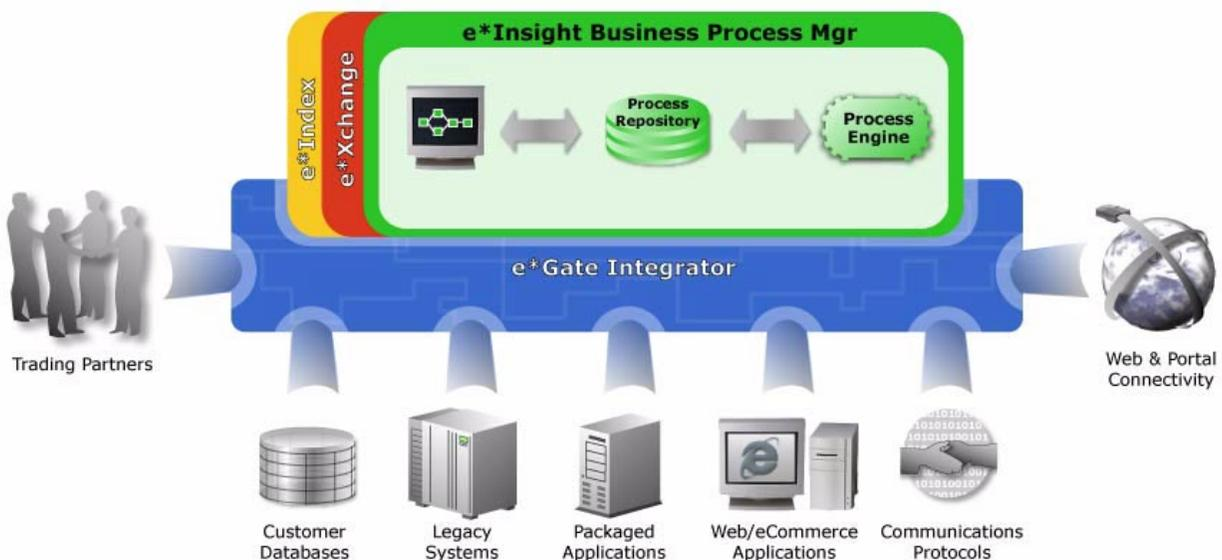 e*Insight Business Process Mgr
e*Index
e*Xchange
Process
Repository
Process
Engine
e*Gate Integrator
Trading Partners
Web & Portal
Connectivity
Customer
Databases
Legacy
Systems
Packaged
Applications
Web/eCommerce
Applications
Communications
Protocols